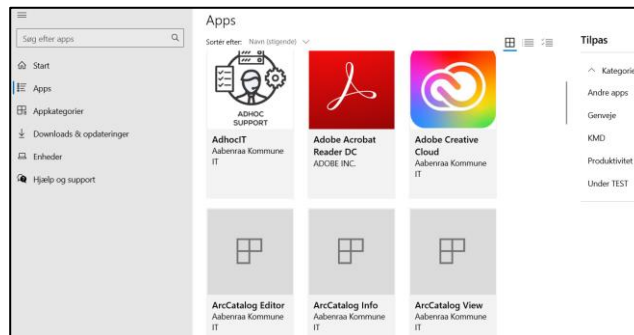 Søg efter apps
Start
Apps
Appkategorier
Downloads & opdateringer
Enheder
Hjælp og support
Apps
Sortér efter: Navn (stigende)
ADHOC
SUPPORT
AdhocIT
Aabenraa Kommune
IT
Adobe Acrobat
Reader DC
ADOBE INC.
Adobe Creative
Cloud
Aabenraa Kommune
IT
ArcCatalog Editor
Aabenraa Kommune
IT
ArcCatalog Info
Aabenraa Kommune
IT
ArcCatalog View
Aabenraa Kommune
IT
Tilpas
Kategorie
Andre apps
Genveje
KMD
Produktivitet
Under TEST